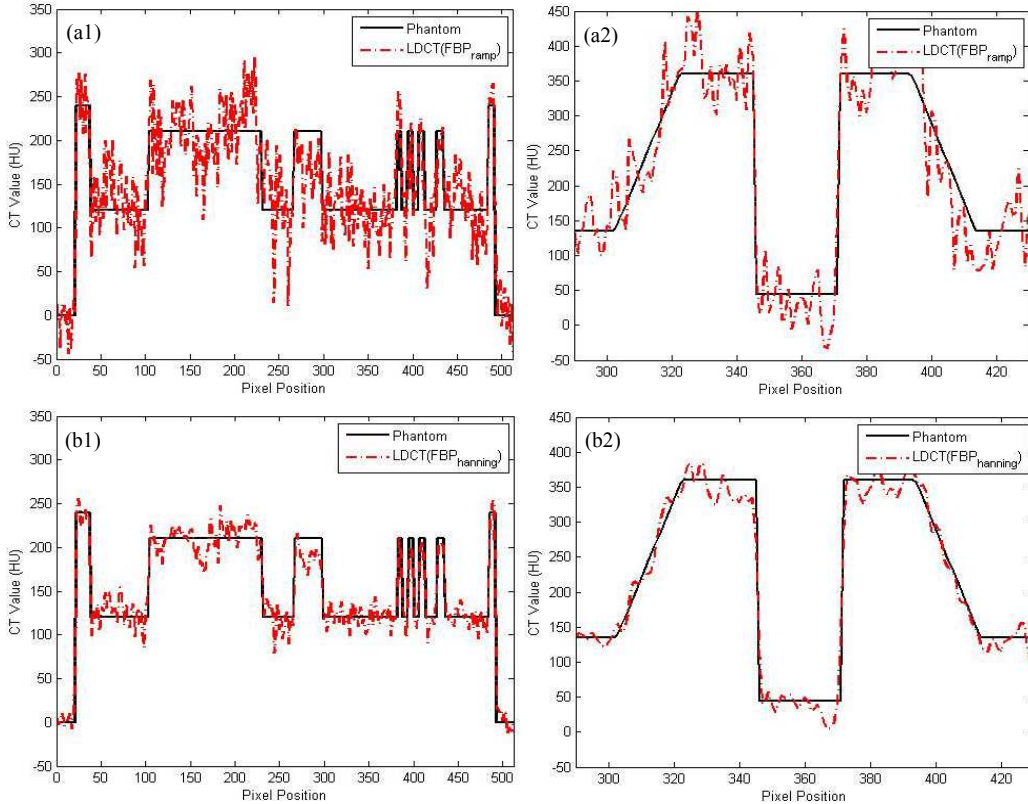 (a1)
Phantom
LDCT(FBP_ramp)
350
300
250
200
150
100
50
0
-50
CT Value (HU)
0 50 100 150 200 250 300 350 400 450 500
Pixel Position
(a2)
Phantom
LDCT(FBP_ramp)
450
400
350
300
250
200
150
100
50
0
-50
CT Value (HU)
300 320 340 360 380 400 420
Pixel Position
(b1)
Phantom
LDCT(FBP_hanning)
350
300
250
200
150
100
50
0
-50
CT Value (HU)
0 50 100 150 200 250 300 350 400 450 500
Pixel Position
(b2)
Phantom
LDCT(FBP_hanning)
450
400
350
300
250
200
150
100
50
0
-50
CT Value (HU)
300 320 340 360 380 400 420
Pixel Position